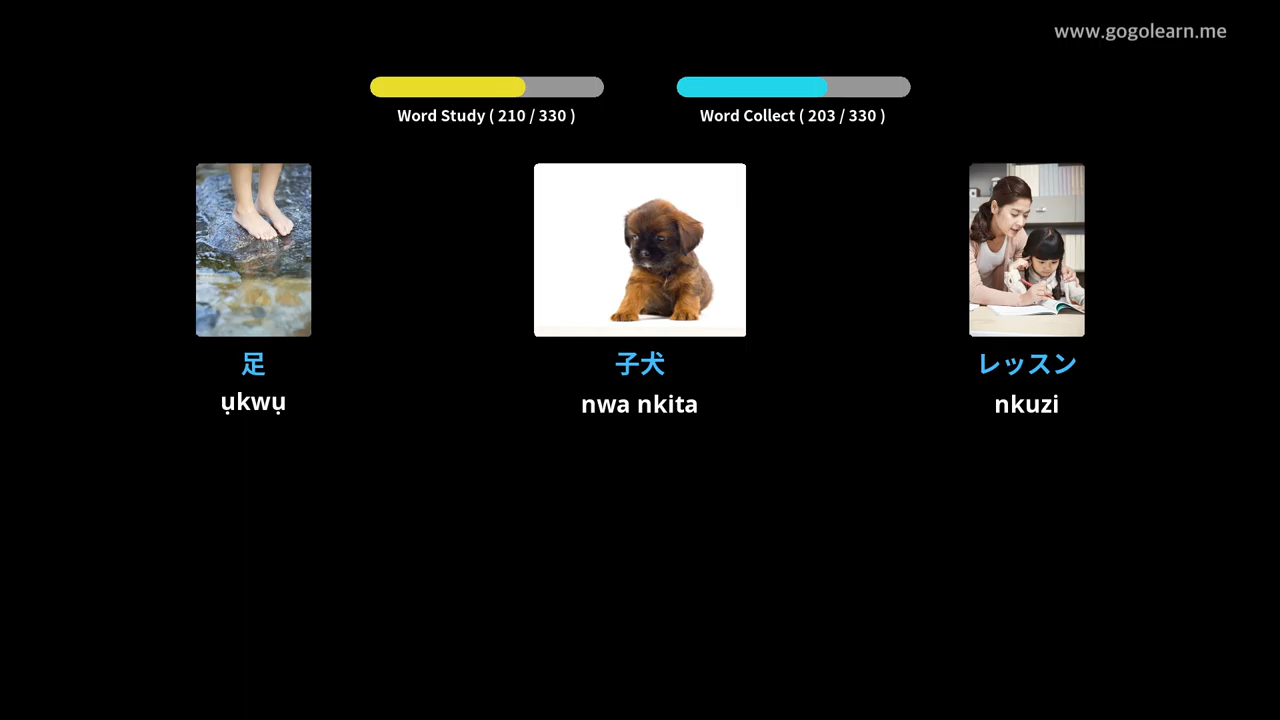 www.gogolearn.me
Word Study ( 210 / 330 )
Word Collect ( 203 / 330 )
足
子犬
レッスン
ụkwụ
nwa nkita
nkuzi